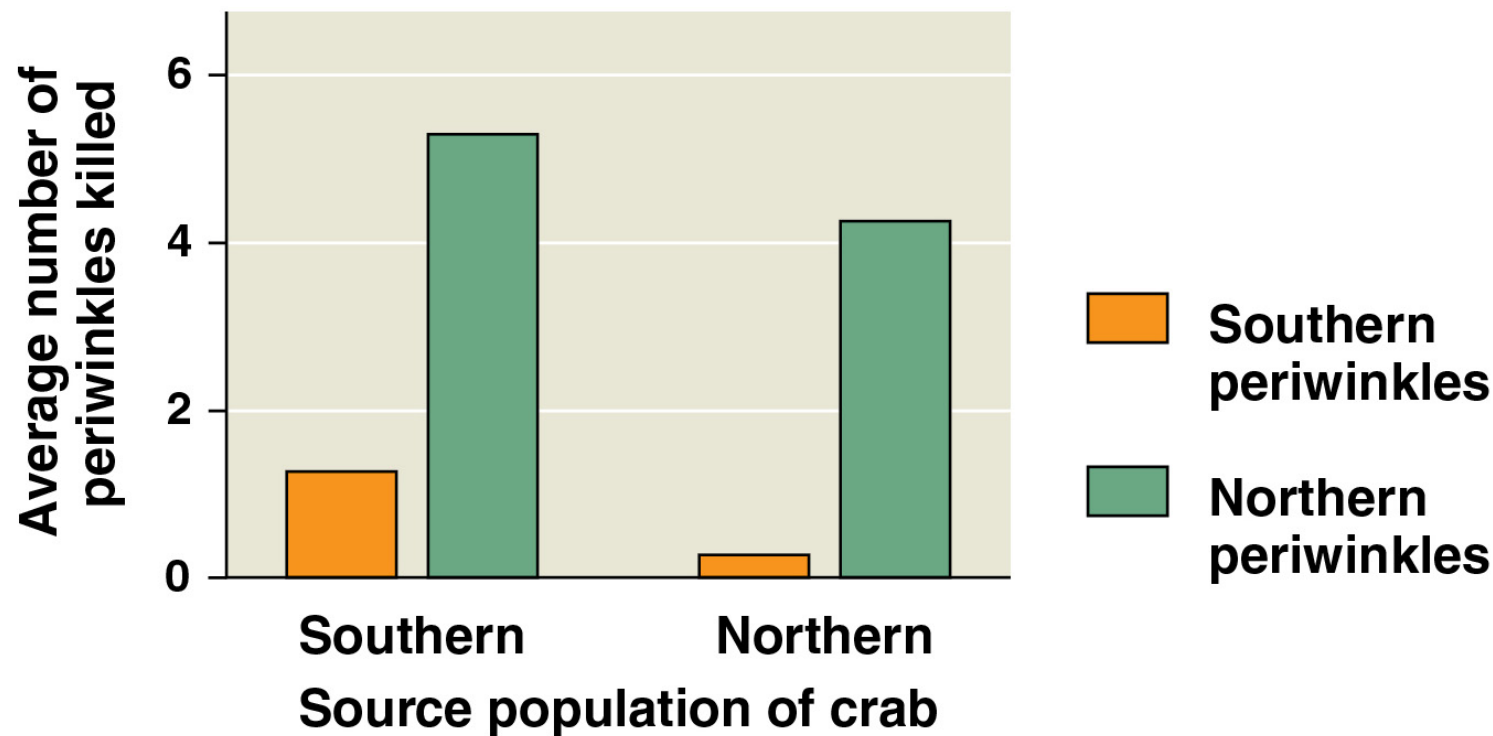 Average number of
periwinkles killed
6
4
2
0
Southern
Northern
Source population of crab
Southern
periwinkles
Northern
periwinkles